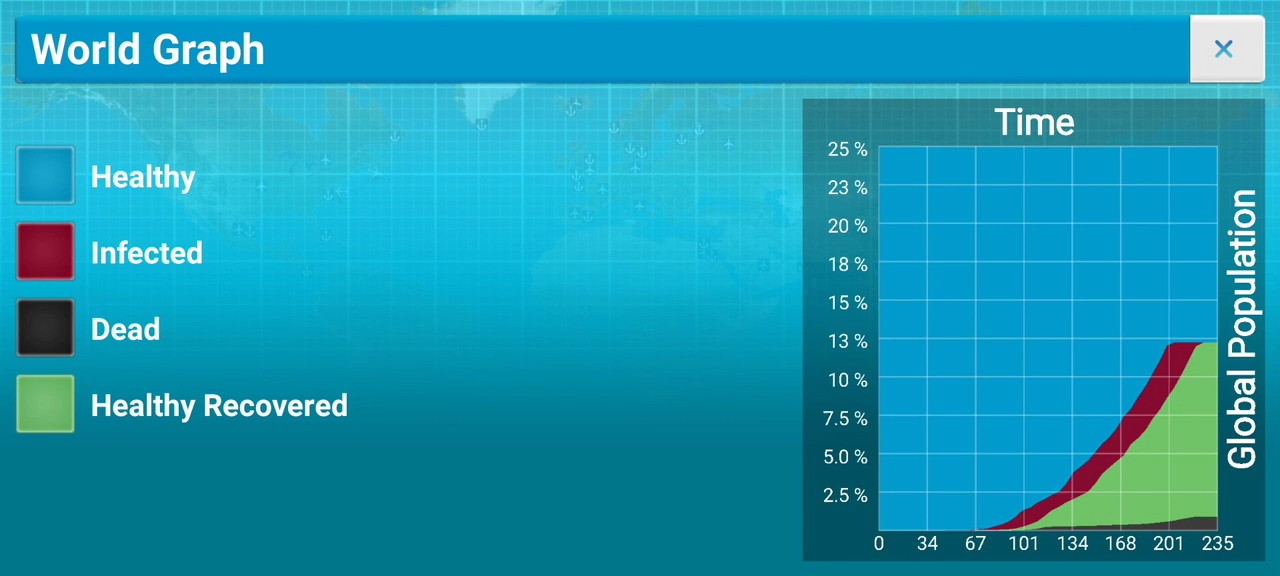 World Graph
×
Healthy
Infected
Dead
Healthy Recovered
Time
25 %
23 %
20 %
18 %
15 %
13 %
10 %
7.5 %
5.0 %
2.5 %
0 34 67 101 134 168 201 235
Global Population